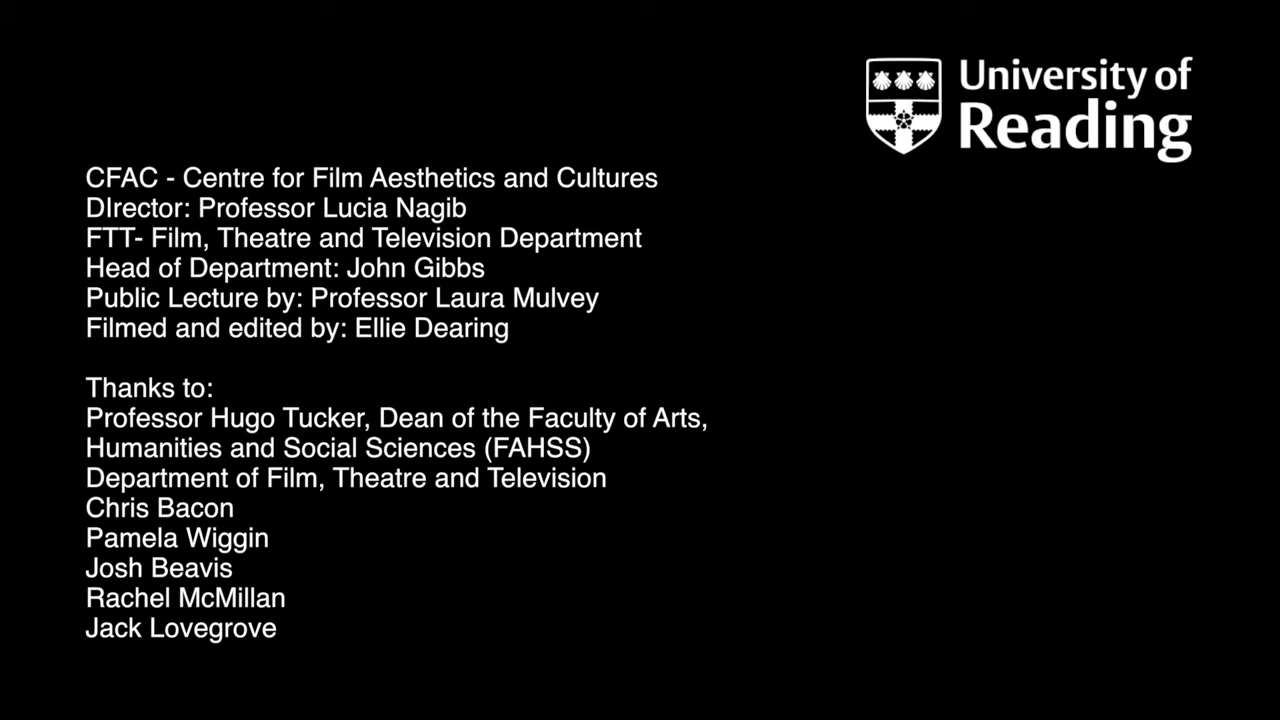 University of
Reading
CFAC - Centre for Film Aesthetics and Cultures
DIrector: Professor Lucia Nagib
FTT- Film, Theatre and Television Department
Head of Department: John Gibbs
Public Lecture by: Professor Laura Mulvey
Filmed and edited by: Ellie Dearing
Thanks to:
Professor Hugo Tucker, Dean of the Faculty of Arts,
Humanities and Social Sciences (FAHSS)
Department of Film, Theatre and Television
Chris Bacon
Pamela Wiggin
Josh Beavis
Rachel McMillan
Jack Lovegrove